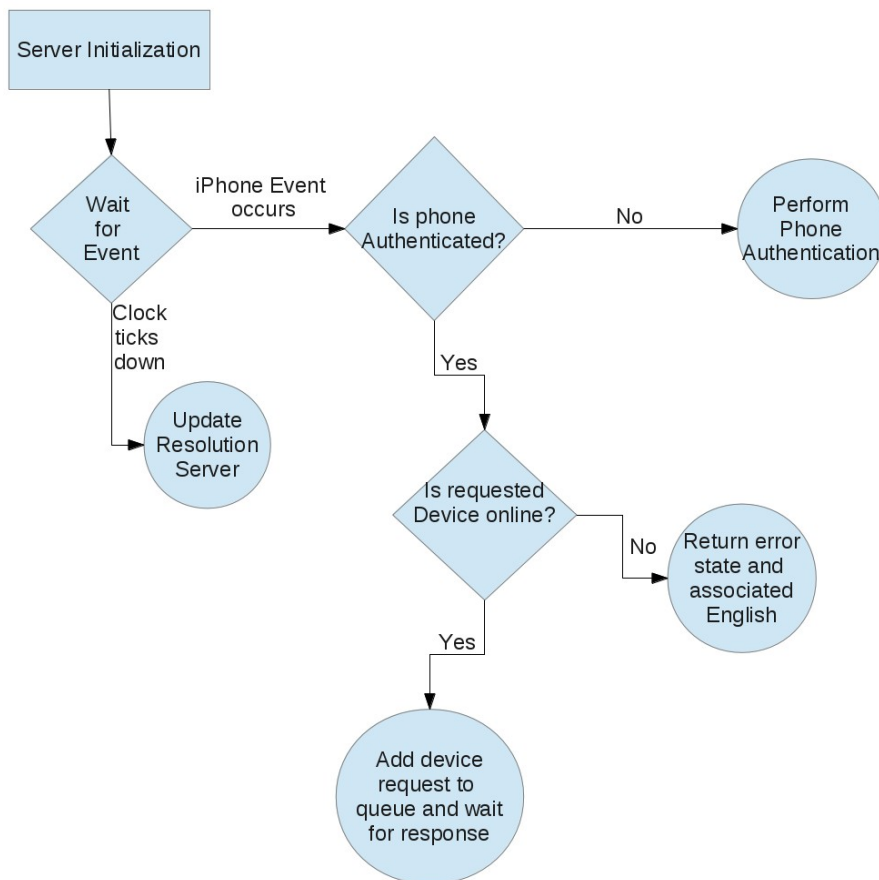 Server Initialization
Wait
for
Event
iPhone Event
occurs
Is phone
Authenticated?
No
Perform
Phone
Authentication
Clock
ticks
down
Update
Resolution
Server
Yes
Is requested
Device online?
No
Return error
state and
associated
English
Yes
Add device
request to
queue and wait
for response